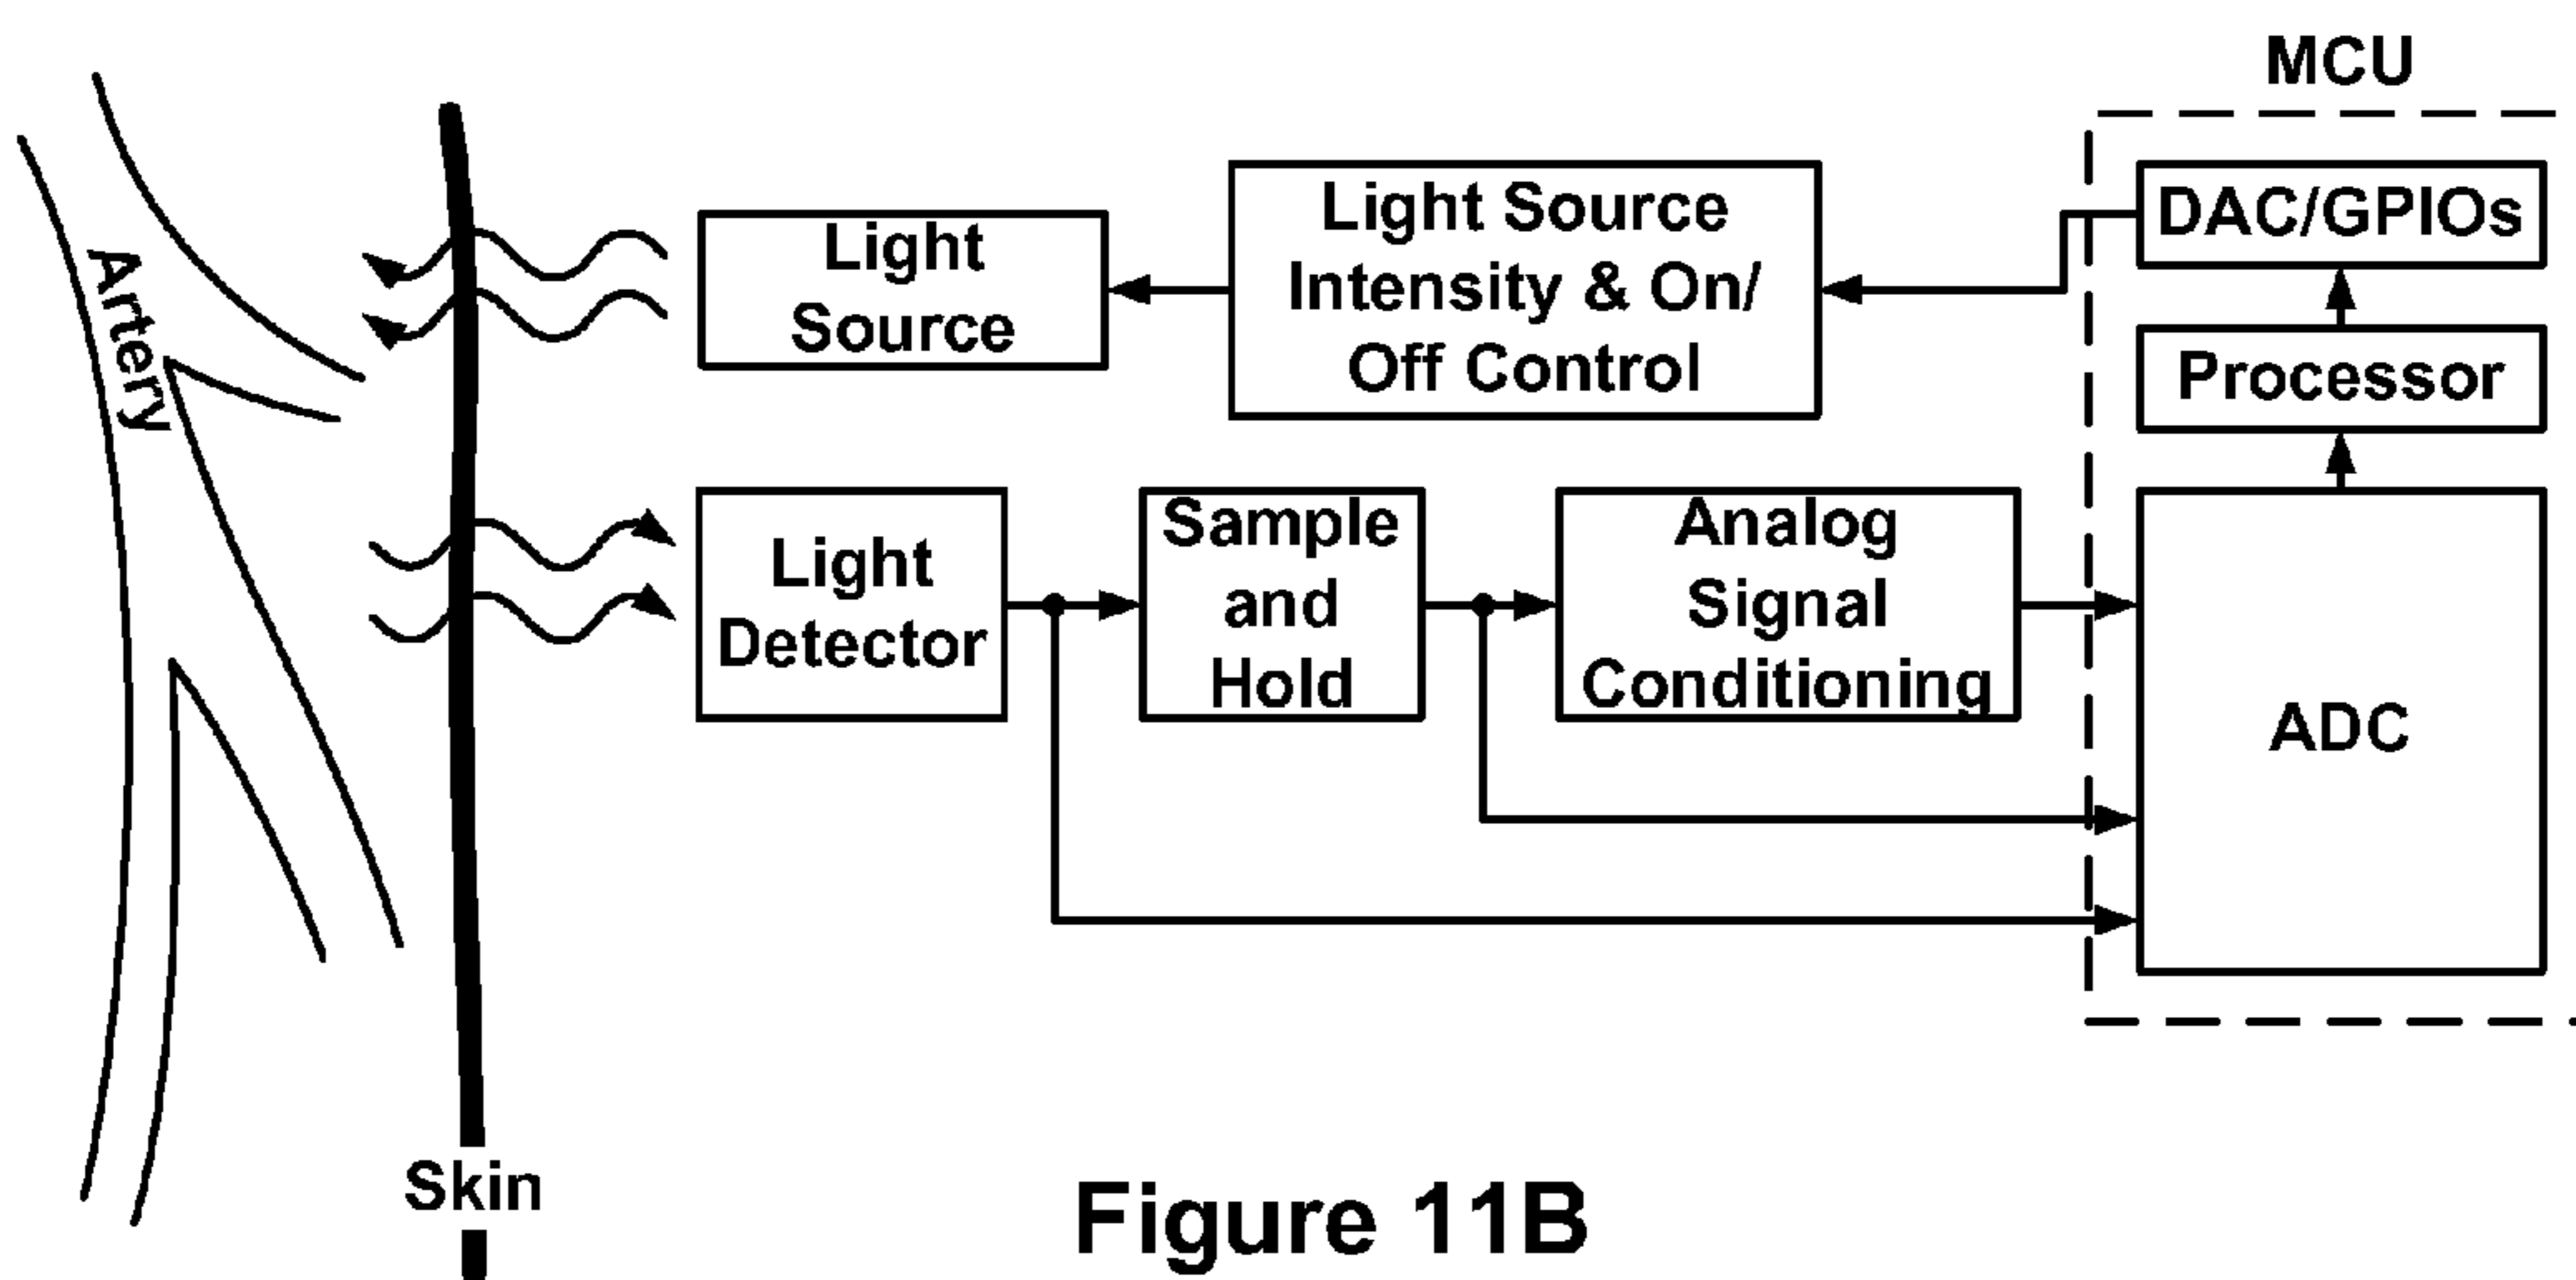 MCU
Light
Source
Light Source
Intensity & On/
Off Control
DAC/GPIOs
Processor
Artery
Light
Detector
Sample
and
Hold
Analog
Signal
Conditioning
ADC
Skin
Figure 11B